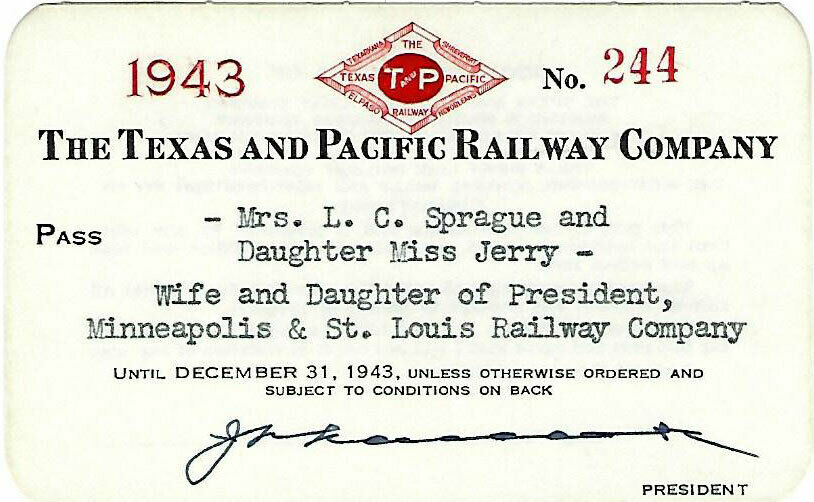 1943
TEXARKANA THE SHREVEPORT
TEXAS T AND P PACIFIC
EL PASO RAILWAY NEW ORLEANS
No. 244
THE TEXAS AND PACIFIC RAILWAY COMPANY
PASS
- Mrs. L. C. Sprague and
Daughter Miss Jerry -
Wife and Daughter of President,
Minneapolis & St. Louis Railway Company
UNTIL DECEMBER 31, 1943, UNLESS OTHERWISE ORDERED AND
SUBJECT TO CONDITIONS ON BACK
PRESIDENT